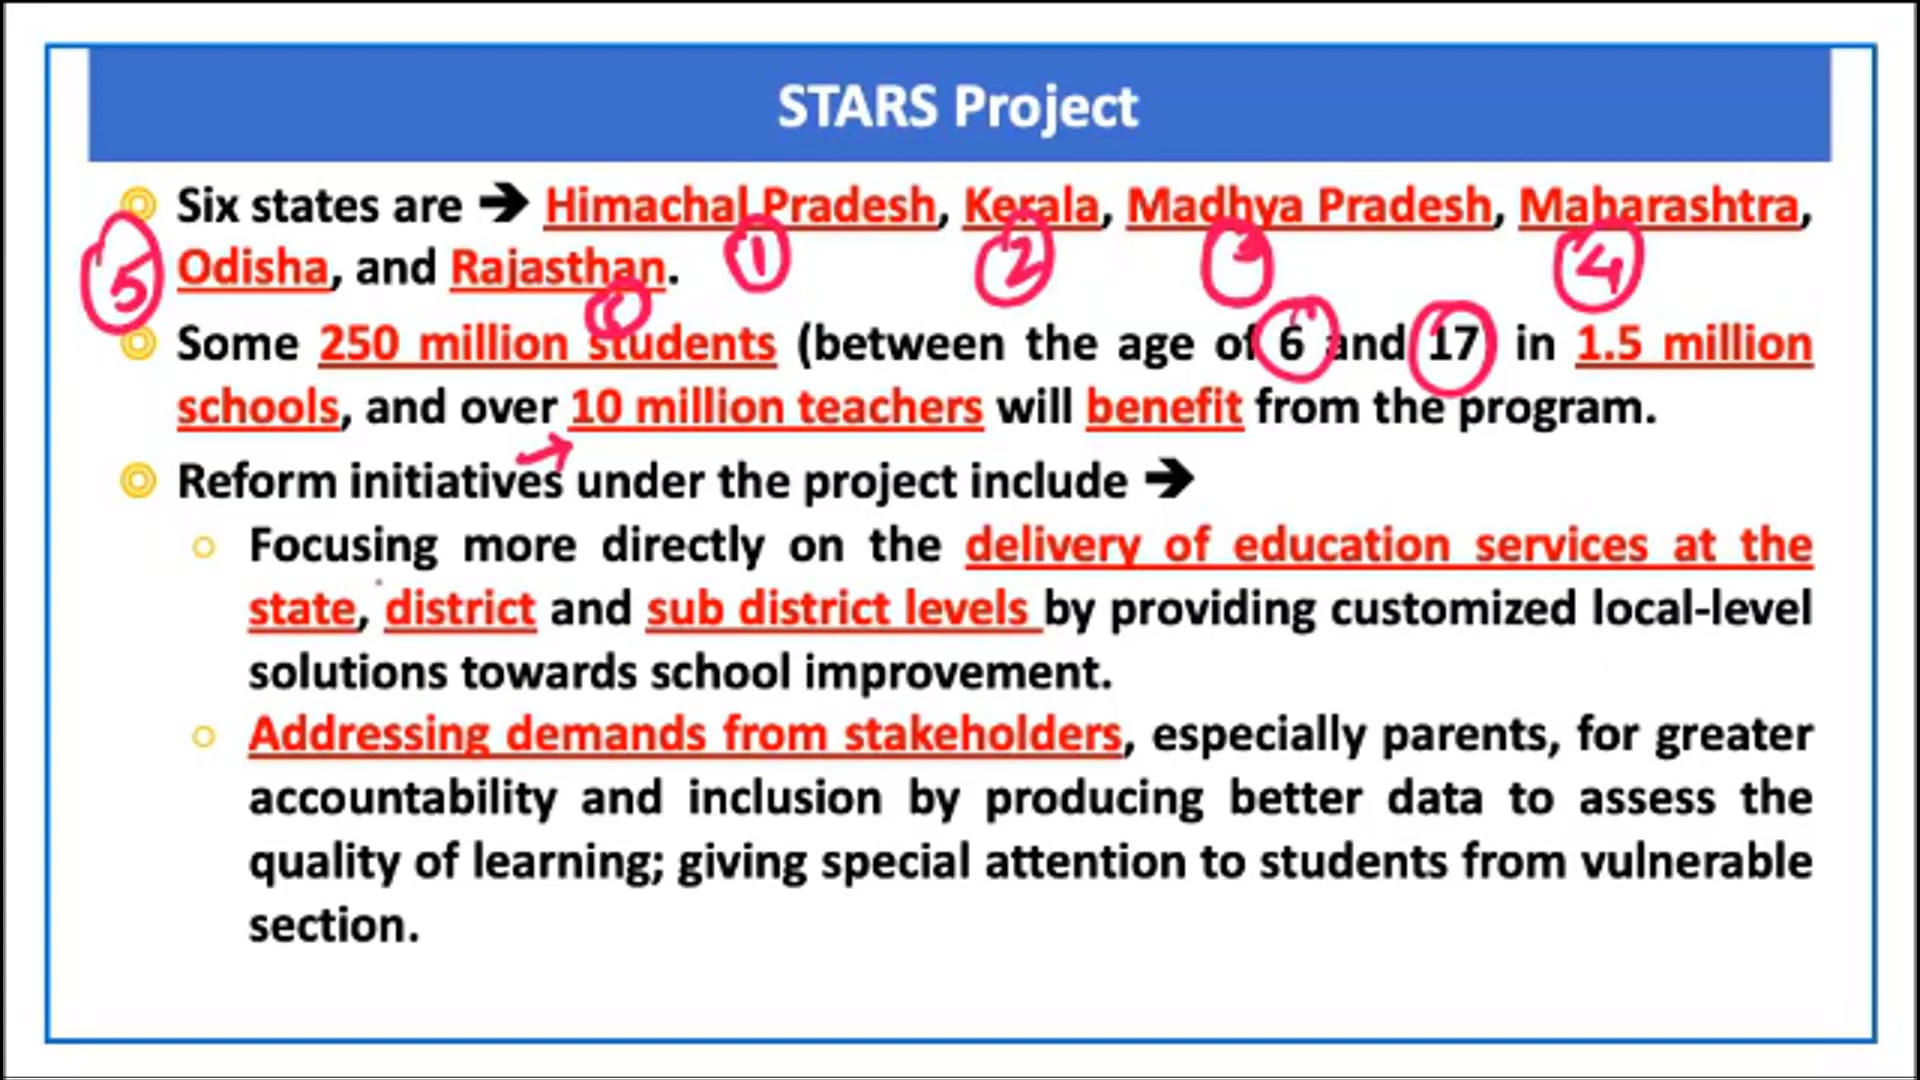 STARS Project
Six states are ➔ Himachal Pradesh, Kerala, Madhya Pradesh, Maharashtra,
1 2 3 4
5 Odisha, and Rajasthan.
Some 250 million students (between the age of 6 and 17 in 1.5 million
schools, and over 10 million teachers will benefit from the program.
Reform initiatives under the project include ➔
Focusing more directly on the delivery of education services at the
state, district and sub district levels by providing customized local-level
solutions towards school improvement.
Addressing demands from stakeholders, especially parents, for greater
accountability and inclusion by producing better data to assess the
quality of learning; giving special attention to students from vulnerable
section.